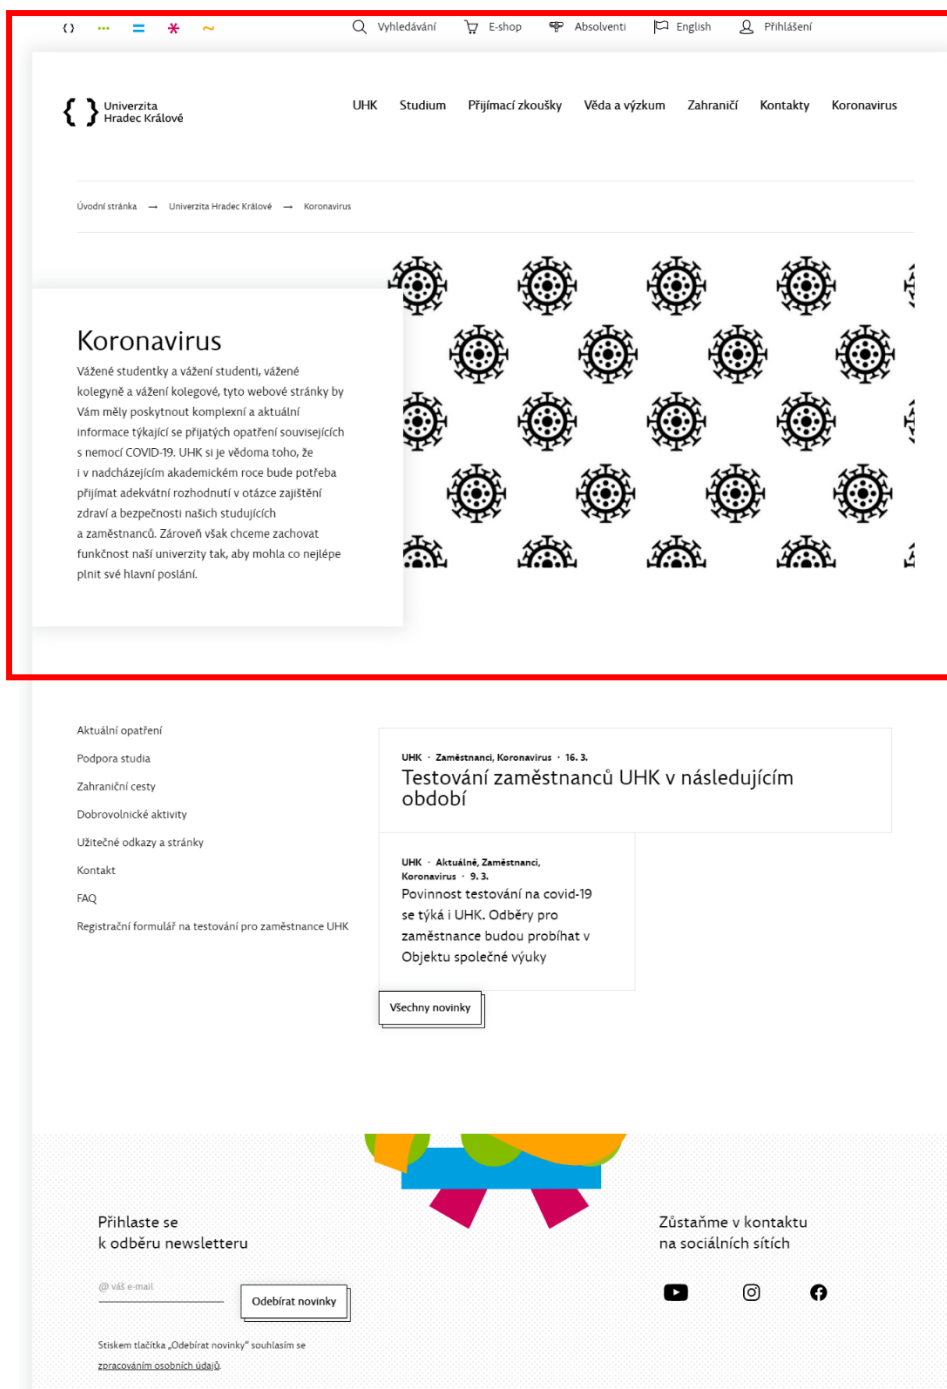 Vyhledávání E-shop Absolventi English Přihlášení
Univerzita
Hradec Králové
UHK Studium Přijímací zkoušky Věda a výzkum Zahraničí Kontakty Koronavirus
Úvodní stránka → Univerzita Hradec Králové → Koronavirus
Koronavirus
Vážené studentky a vážení studenti, vážené
kolegyně a vážení kolegové, tyto webové stránky by
Vám měly poskytnout komplexní a aktuální
informace týkající se přijatých opatření souvisejících
s nemocí COVID-19. UHK si je vědoma toho, že
i v nadcházejícím akademickém roce bude potřeba
přijímat adekvátní rozhodnutí v otázce zajištění
zdraví a bezpečnosti našich studujících
a zaměstnanců. Zároveň však chceme zachovat
funkčnost naší univerzity tak, aby mohla co nejlépe
plnit své hlavní poslání.
Aktuální opatření
Podpora studia
Zahraniční cesty
Dobrovolnické aktivity
Užitečné odkazy a stránky
Kontakt
FAQ
Registrační formulář na testování pro zaměstnance UHK
UHK · Zaměstnanci, Koronavirus · 16. 3.
Testování zaměstnanců UHK v následujícím
období
UHK · Aktuálně, Zaměstnanci,
Koronavirus · 9. 3.
Povinnost testování na covid-19
se týká i UHK. Odběry pro
zaměstnance budou probíhat v
Objektu společné výuky
Všechny novinky
Přihlaste se
k odběru newsletteru
@ váš e-mail
Odebírat novinky
Stiskem tlačítka „Odebírat novinky“ souhlasím se
zpracováním osobních údajů.
Zůstaňme v kontaktu
na sociálních sítích